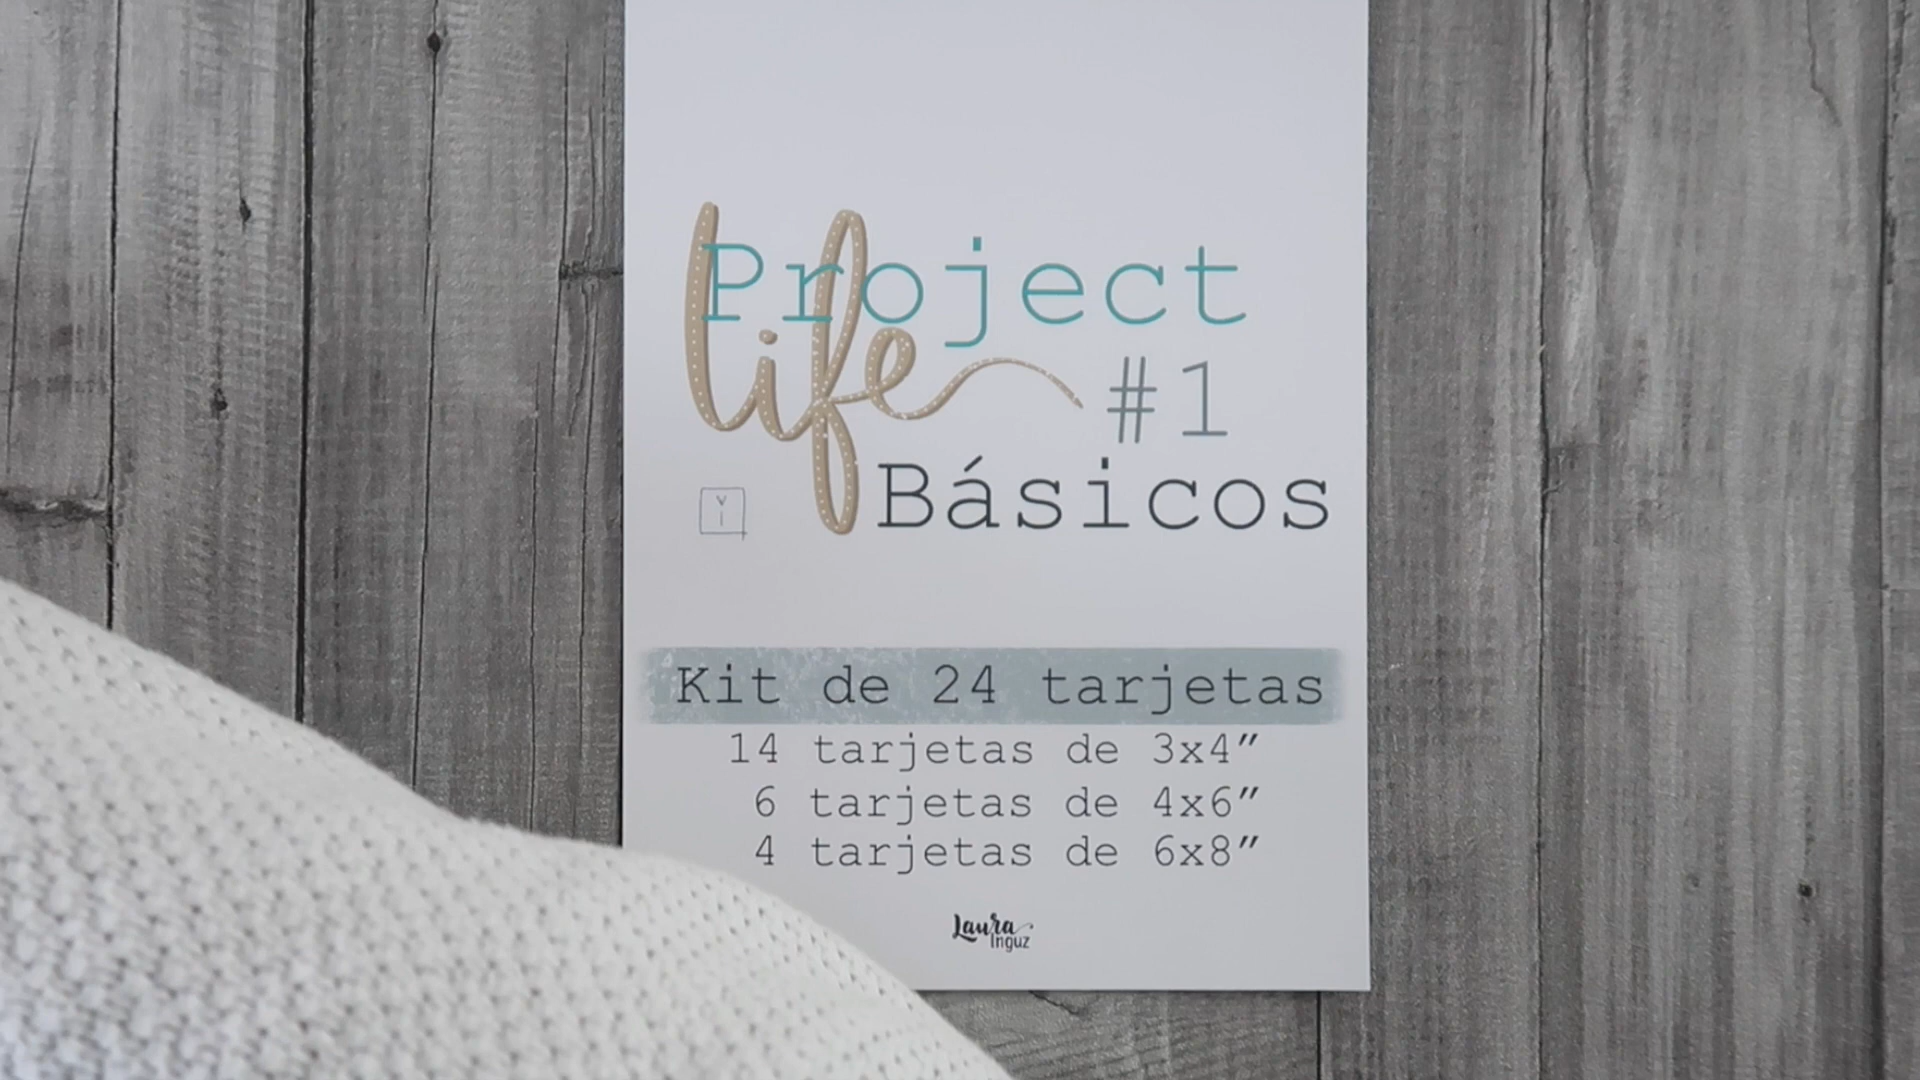 Project
life
#1
Básicos
Kit de 24 tarjetas
14 tarjetas de 3x4”
6 tarjetas de 4x6”
4 tarjetas de 6x8”
Laura
Inguz